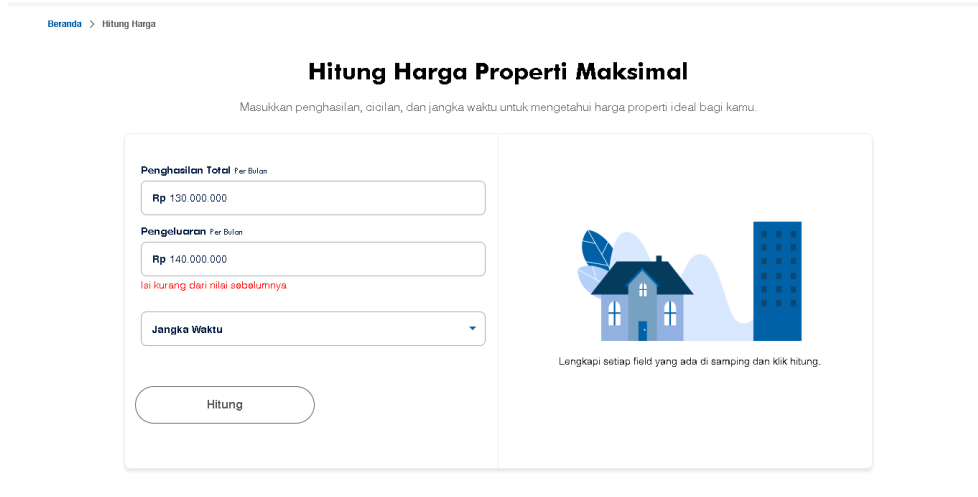 Beranda > Hitung Harga
Hitung Harga Properti Maksimal
Masukkan penghasilan, cicilan, dan jangka waktu untuk mengetahui harga properti ideal bagi kamu.
Penghasilan Total Per Bulan
Rp 130.000.000
Pengeluaran Per Bulan
Rp 140.000.000
Isi kurang dari nilai sebelumnya
Jangka Waktu
Hitung
Lengkapi setiap field yang ada di samping dan klik hitung.